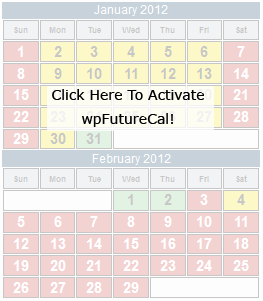 January 2012
Sun Mon Tue Wed Thu Fri Sat
1 2 3 4 5 6 7
8 9 10 11 12 13 14
15 21
Click Here To Activate
22 28
wpFutureCal!
29 30 31
February 2012
Sun Mon Tue Wed Thu Fri Sat
1 2 3 4
5 6 7 8 9 10 11
12 13 14 15 16 17 18
19 20 21 22 23 24 25
26 27 28 29